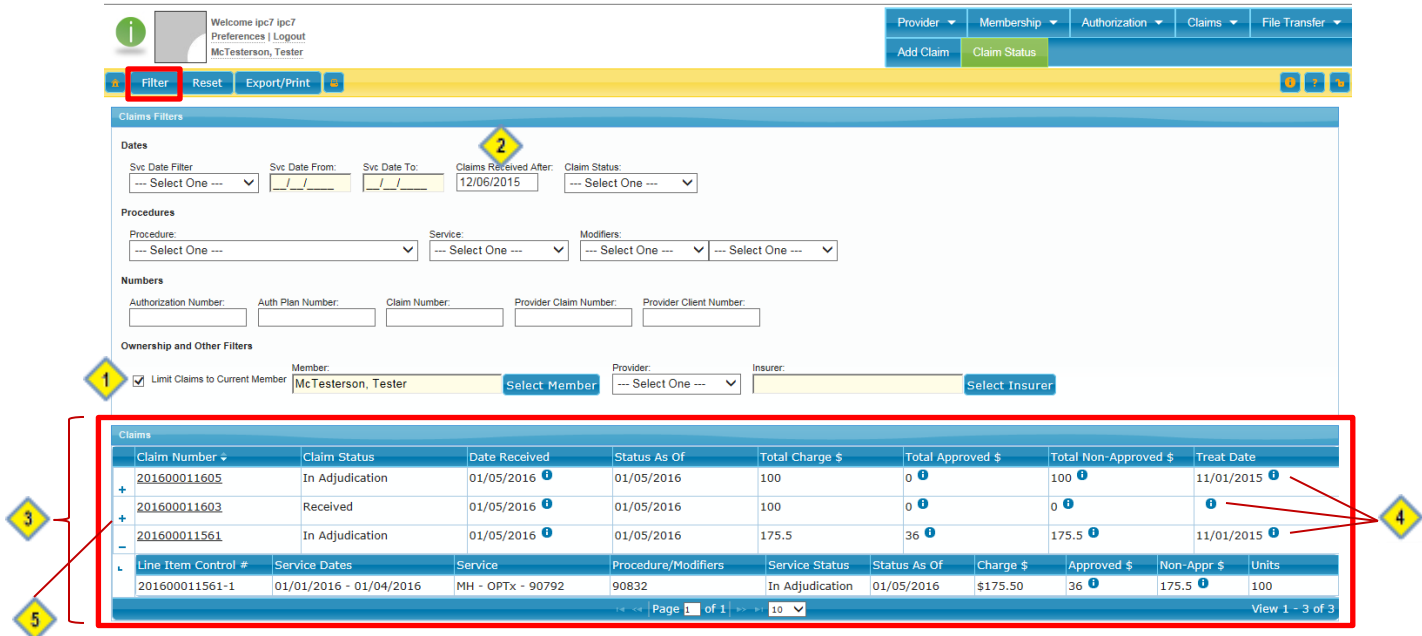 Welcome ipc7 ipc7
Preferences | Logout
McTesterson, Tester
Provider Membership Authorization Claims File Transfer
Add Claim Claim Status
Filter Reset Export/Print
Claims Filters
2
Dates
Svc Date Filter Svc Date From: Svc Date To: Claims Received After: Claim Status:
--- Select One --- __/__/____ __/__/____ 12/06/2015 --- Select One ---
Procedures
Procedure: Service: Modifiers:
--- Select One --- --- Select One --- --- Select One --- --- Select One ---
Numbers
Authorization Number: Auth Plan Number: Claim Number: Provider Claim Number: Provider Client Number:
Ownership and Other Filters
Member: Provider: Insurer:
1 Limit Claims to Current Member McTesterson, Tester Select Member --- Select One --- Select Insurer
Claims
Claim Number Claim Status Date Received Status As Of Total Charge $ Total Approved $ Total Non-Approved $ Treat Date
+ 201600011605 In Adjudication 01/05/2016 01/05/2016 100 0 100 11/01/2015
3 + 201600011603 Received 01/05/2016 01/05/2016 100 0 0 4
- 201600011561 In Adjudication 01/05/2016 01/05/2016 175.5 36 175.5 11/01/2015
Line Item Control # Service Dates Service Procedure/Modifiers Service Status Status As Of Charge $ Approved $ Non-Appr $ Units
201600011561-1 01/01/2016 - 01/04/2016 MH - OPTx - 90792 90832 In Adjudication 01/05/2016 $175.50 36 175.5 100
5 Page 1 of 1 10 View 1 - 3 of 3